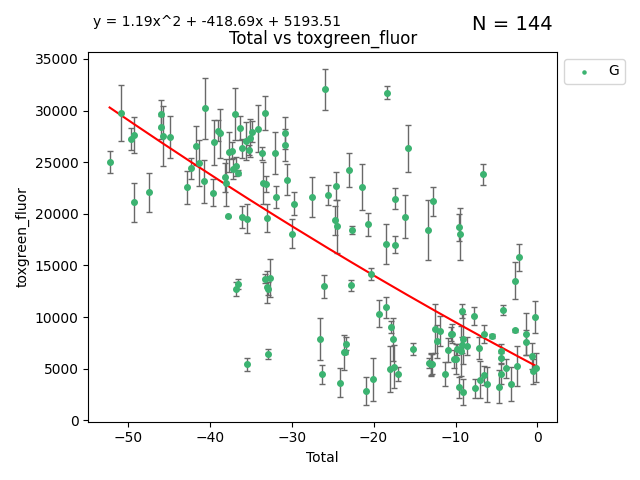 y = 1.19x^2 + -418.69x + 5193.51
N = 144
Total vs toxgreen_fluor
G
toxgreen_fluor
35000
30000
25000
20000
15000
10000
5000
0
−50 −40 −30 −20 −10 0
Total